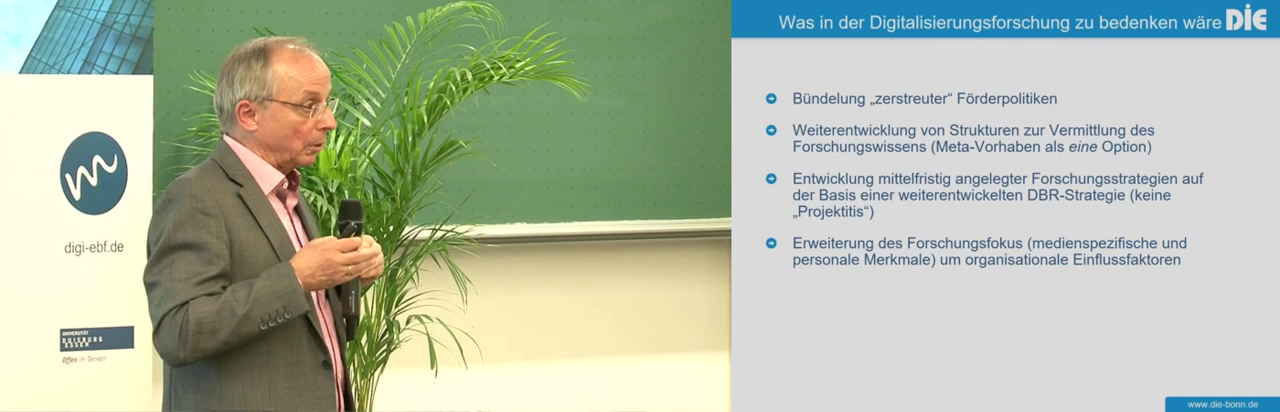 digi-ebf.de
UNIVERSITÄT
DUISBURG
ESSEN
Offen im Denken
Was in der Digitalisierungsforschung zu bedenken wäre
DIE
Bündelung „zerstreuter“ Förderpolitiken
Weiterentwicklung von Strukturen zur Vermittlung des
Forschungswissens (Meta-Vorhaben als eine Option)
Entwicklung mittelfristig angelegter Forschungsstrategien auf
der Basis einer weiterentwickelten DBR-Strategie (keine
„Projektitis“)
Erweiterung des Forschungsfokus (medienspezifische und
personale Merkmale) um organisationale Einflussfaktoren
www.die-bonn.de